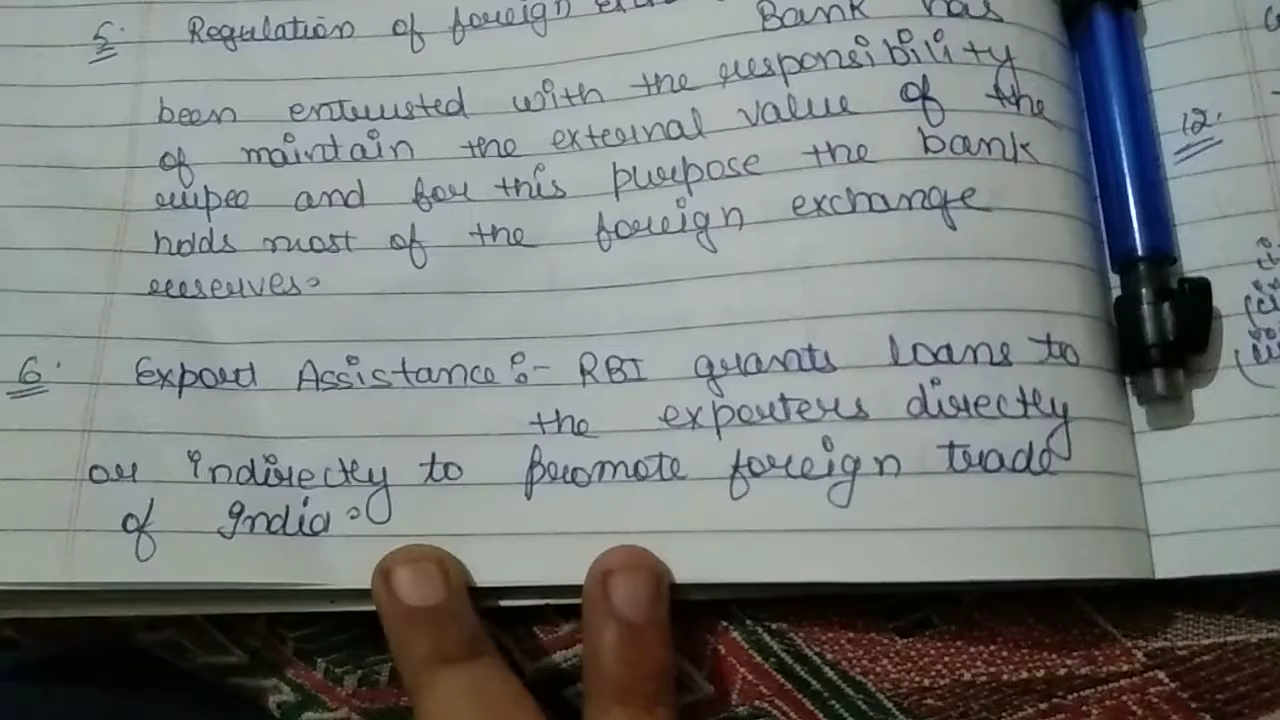 5. Regulation of foreign
Bank has
been entrusted with the responsibility
of maintain the external value of the
rupee and for this purpose the bank
holds most of the foreign exchange
reserves.
6. Export Assistance:- RBI grants loans to
the exporters directly
or indirectly to promote foreign trade
of India.
12.